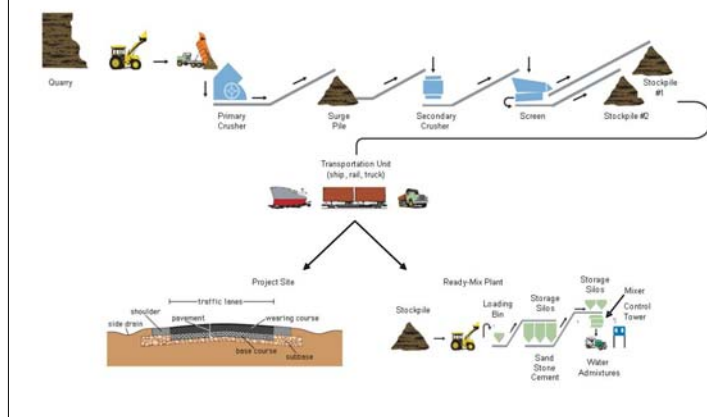 Quarry
Primary
Crusher
Surge
Pile
Secondary
Crusher
Screen
Stockpile
#1
Stockpile #2
Transportation Unit
(ship, rail, truck)
Project Site
traffic lanes
shoulder
pavement
wearing course
side drain
base course
subbase
Ready-Mix Plant
Stockpile
Loading
Bin
Storage
Silos
Sand
Stone
Cement
Storage
Silos
Mixer
Control
Tower
Water
Admixtures